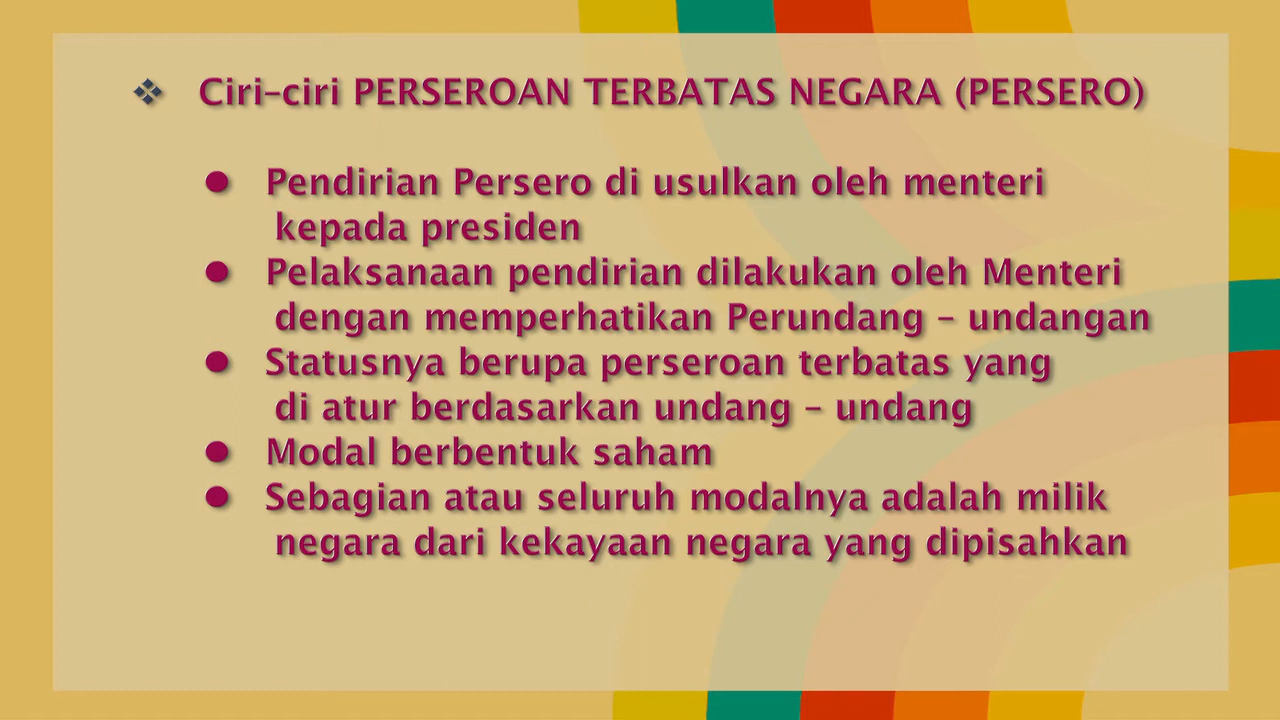 ❖ Ciri-ciri PERSEROAN TERBATAS NEGARA (PERSERO)
● Pendirian Persero di usulkan oleh menteri
kepada presiden
● Pelaksanaan pendirian dilakukan oleh Menteri
dengan memperhatikan Perundang – undangan
● Statusnya berupa perseroan terbatas yang
di atur berdasarkan undang – undang
● Modal berbentuk saham
● Sebagian atau seluruh modalnya adalah milik
negara dari kekayaan negara yang dipisahkan